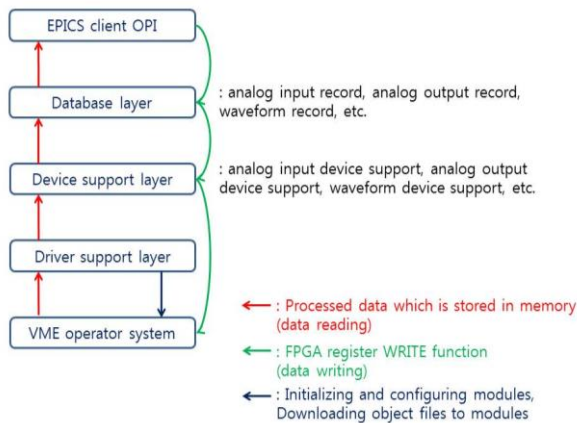 EPICS client OPI
Database layer
: analog input record, analog output record,
waveform record, etc.
Device support layer
: analog input device support, analog output
device support, waveform device support, etc.
Driver support layer
VME operator system
: Processed data which is stored in memory
(data reading)
: FPGA register WRITE function
(data writing)
: Initializing and configuring modules,
Downloading object files to modules